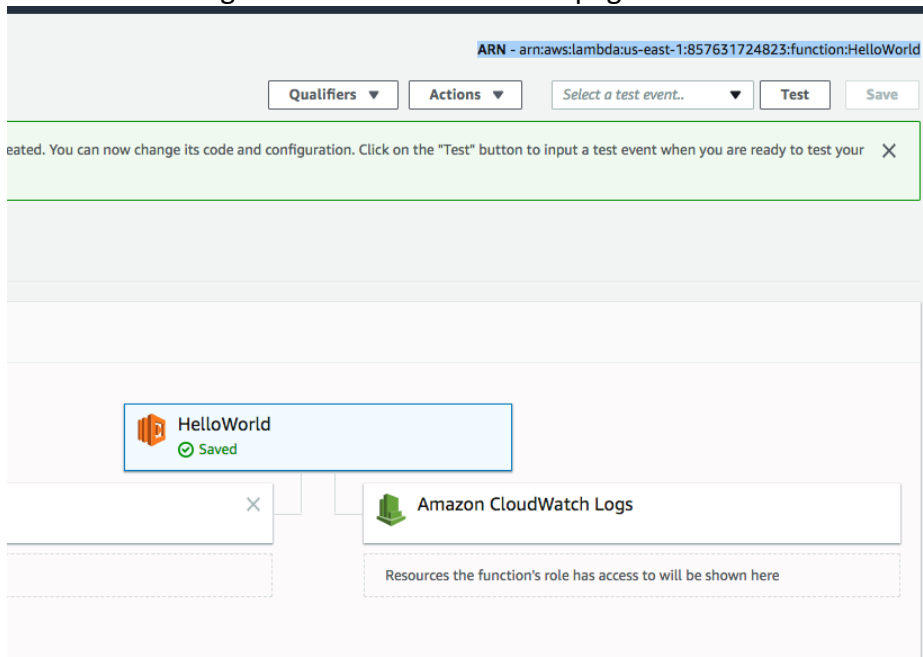 ARN - arn:aws:lambda:us-east-1:857631724823:function:HelloWorld
Qualifiers Actions Select a test event.. Test Save
eated. You can now change its code and configuration. Click on the "Test" button to input a test event when you are ready to test your
HelloWorld
Saved
Amazon CloudWatch Logs
Resources the function's role has access to will be shown here